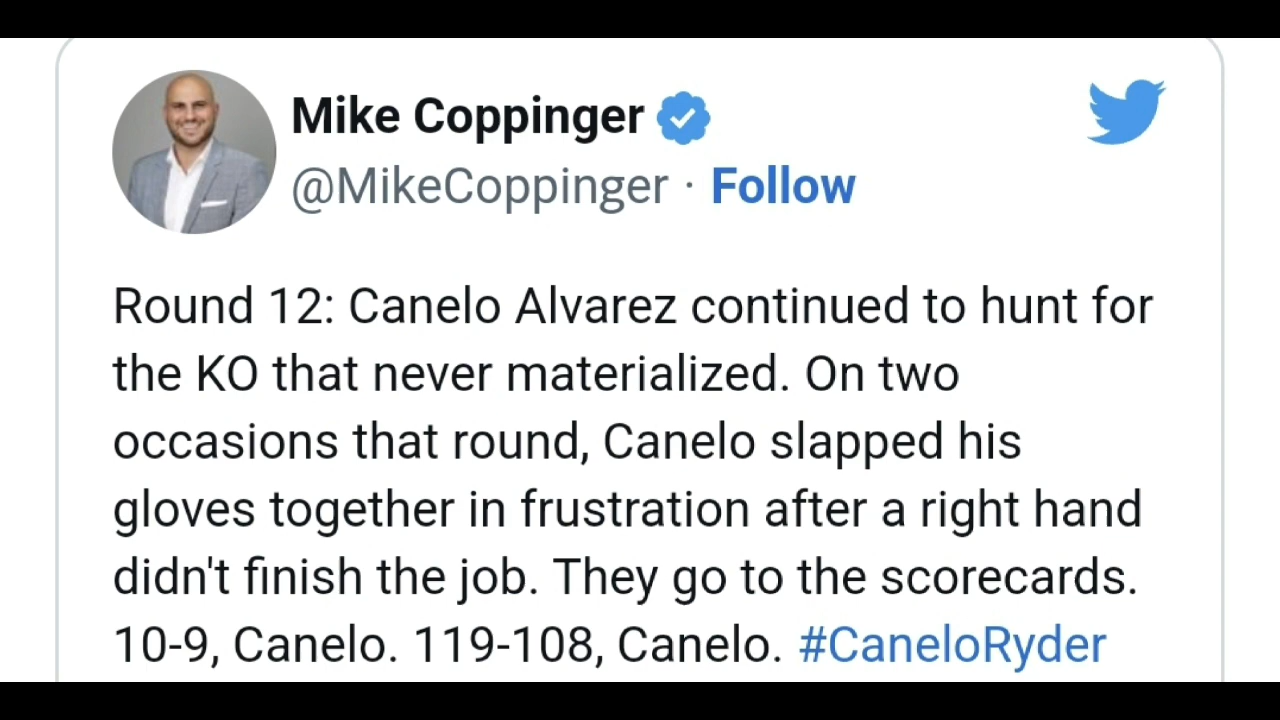 Mike Coppinger
@MikeCoppinger · Follow
Round 12: Canelo Alvarez continued to hunt for
the KO that never materialized. On two
occasions that round, Canelo slapped his
gloves together in frustration after a right hand
didn't finish the job. They go to the scorecards.
10-9, Canelo. 119-108, Canelo. #CaneloRyder